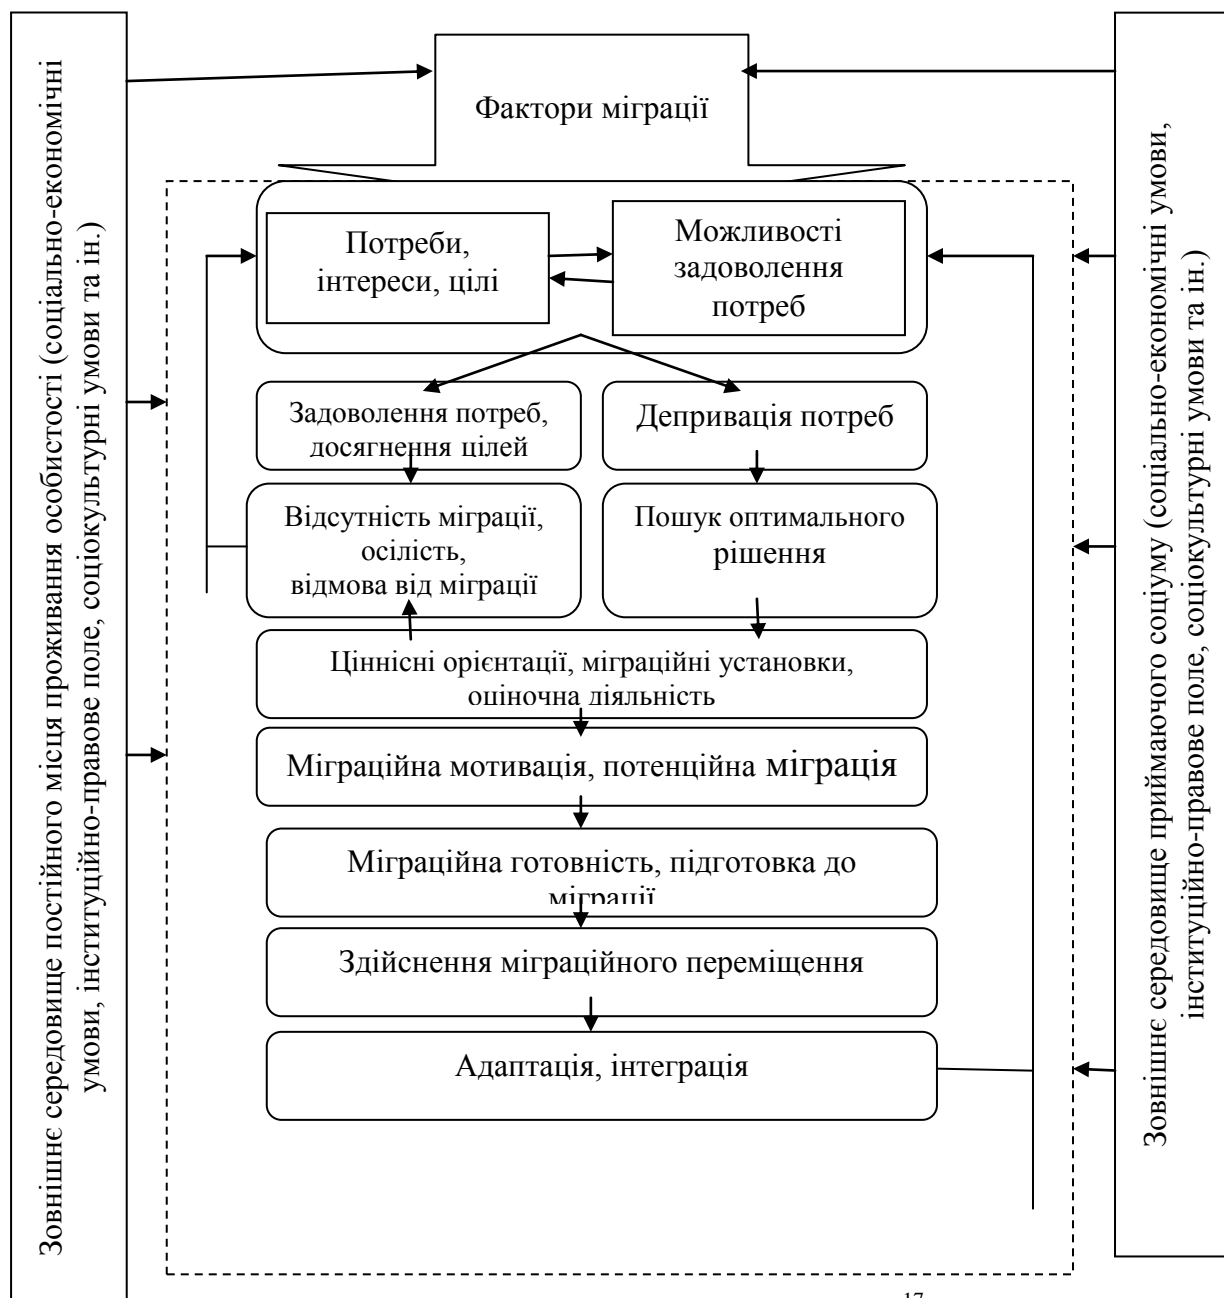 Зовнішнє середовище постійного місця проживання особистості (соціально-економічні
умови, інституційно-правове поле, соціокультурні умови та ін.)
Фактори міграції
Потреби,
інтереси, цілі
Можливості
задоволення
потреб
Задоволення потреб,
досягнення цілей
Депривація потреб
Відсутність міграції,
осілість,
відмова від міграції
Пошук оптимального
рішення
Ціннісні орієнтації, міграційні установки,
оціночна діяльність
Міграційна мотивація, потенційна міграція
Міграційна готовність, підготовка до
міграції
Здійснення міграційного переміщення
Адаптація, інтеграція
Зовнішнє середовище приймаючого соціуму (соціально-економічні умови,
інституційно-правове поле, соціокультурні умови та ін.)
17